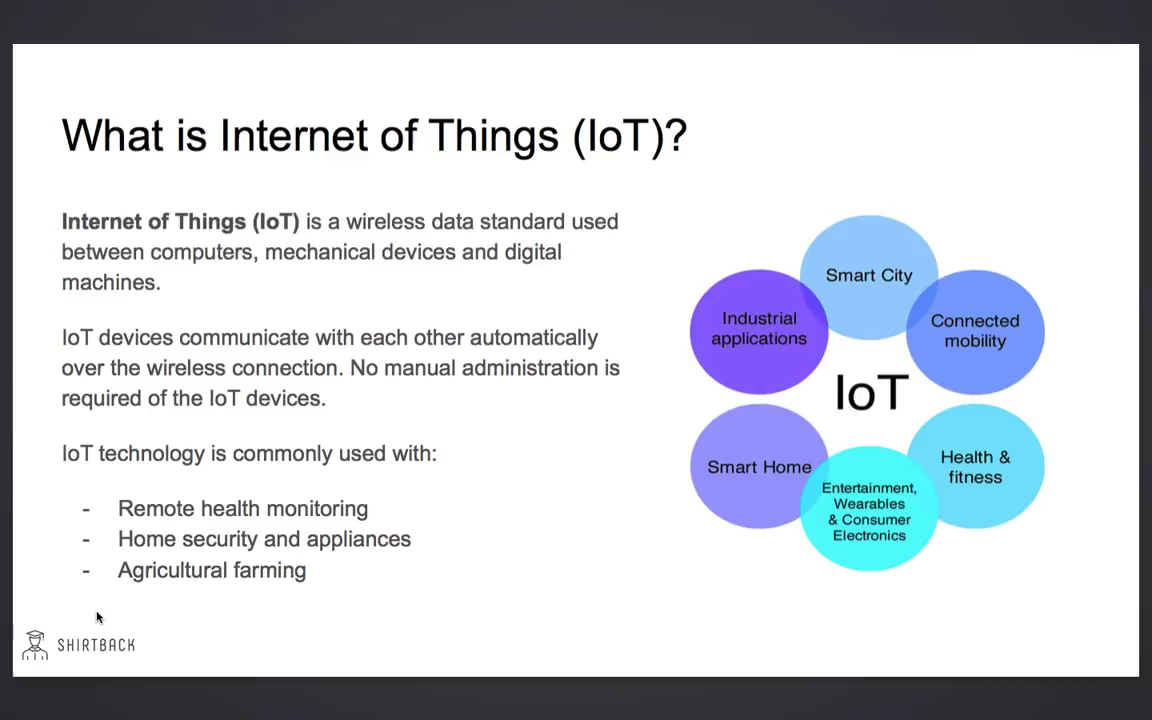 What is Internet of Things (IoT)?
Internet of Things (IoT) is a wireless data standard used
between computers, mechanical devices and digital
machines.
IoT devices communicate with each other automatically
over the wireless connection. No manual administration is
required of the IoT devices.
IoT technology is commonly used with:
- Remote health monitoring
- Home security and appliances
- Agricultural farming
Smart City
Industrial
applications
Connected
mobility
IoT
Smart Home
Health &
fitness
Entertainment,
Wearables
& Consumer
Electronics
SHIRTBACK